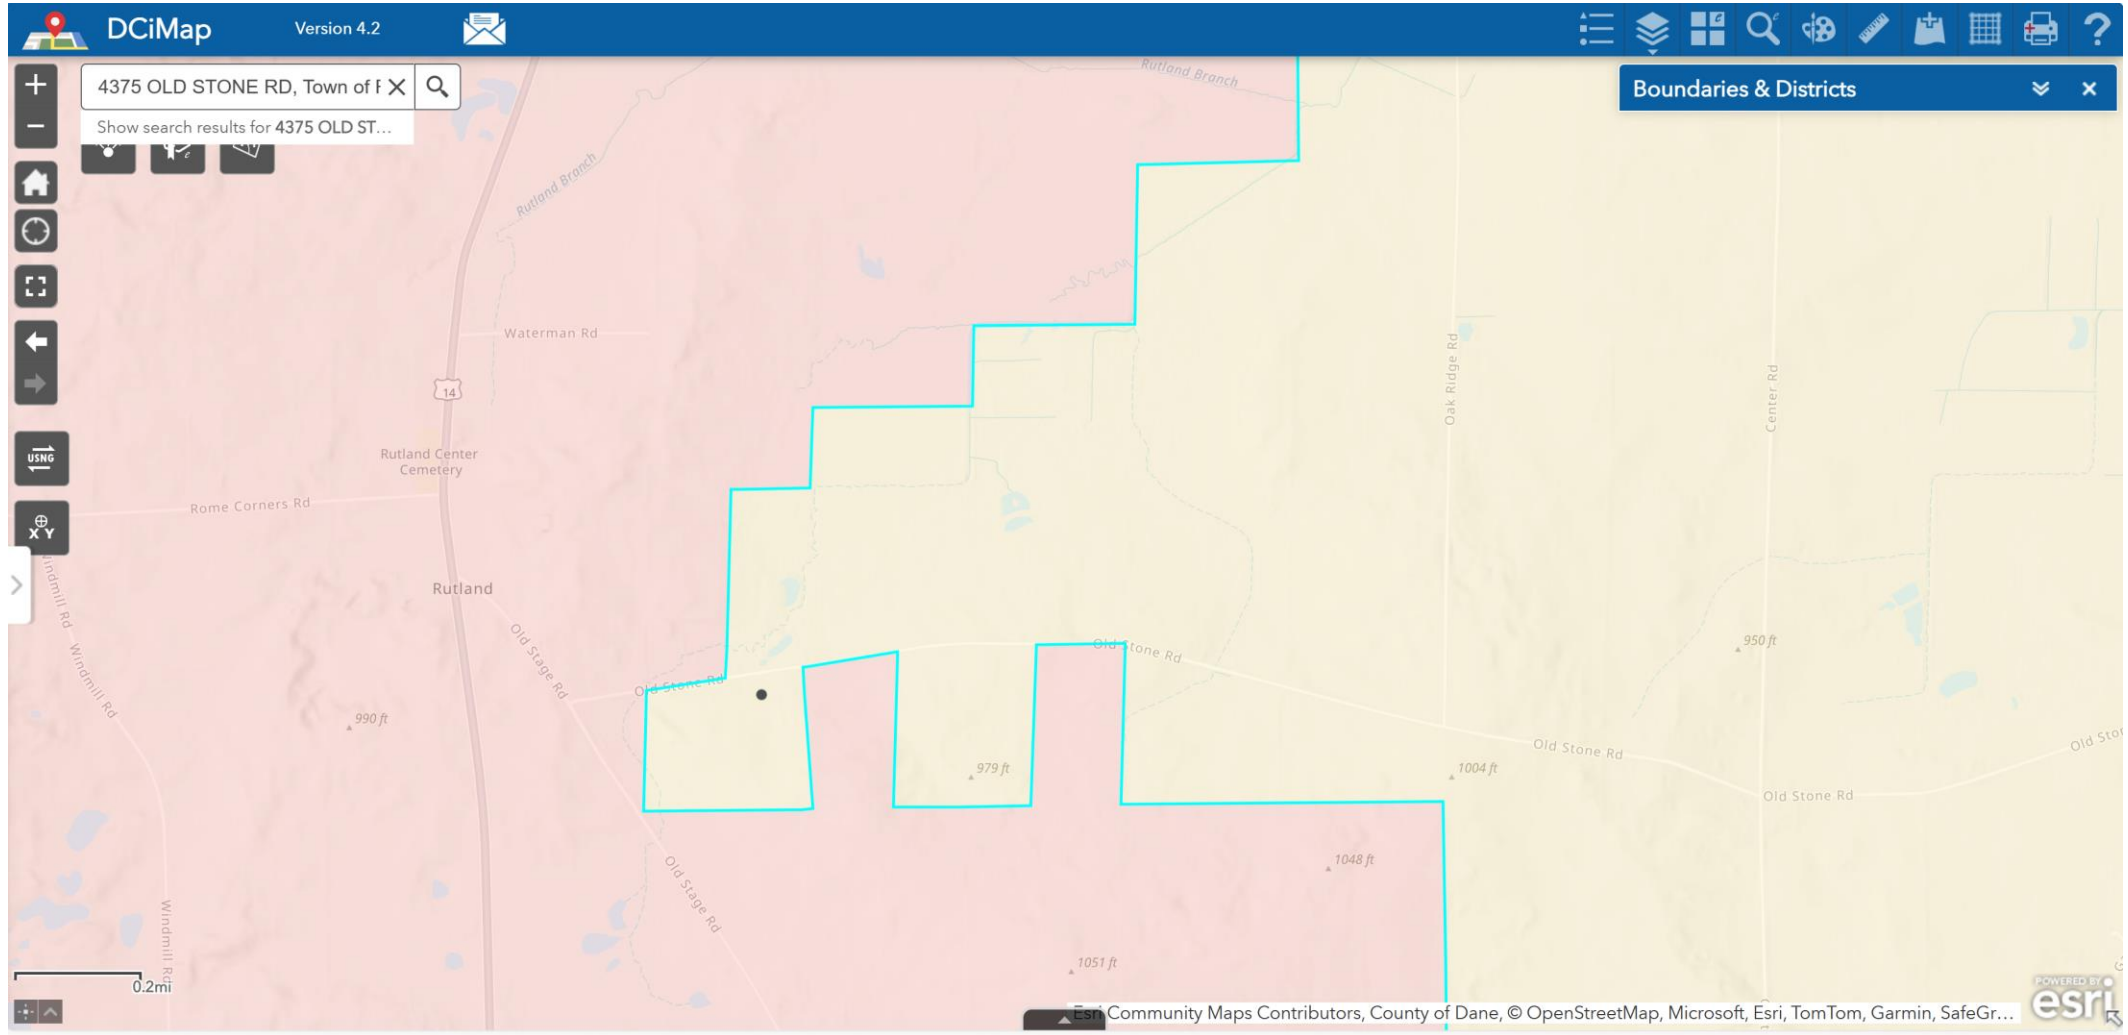 DCiMap
Version 4.2
4375 OLD STONE RD, Town of
Show search results for 4375 OLD ST...
Boundaries & Districts
Rutland Branch
Rutland Branch
Waterman Rd
14
Oak Ridge Rd
Center Rd
Rutland Center
Cemetery
USNG
Rome Corners Rd
X Y
Windmill Rd
Rutland
Old Stage Rd
Windmill Rd
Old Stone Rd
Old Stone Rd
950 ft
990 ft
979 ft
Old Stone Rd
1004 ft
Old Stone Rd
Old Sto
Old Stage Rd
1048 ft
Windmill Rd
1051 ft
0.2mi
Esri Community Maps Contributors, County of Dane, © OpenStreetMap, Microsoft, Esri, TomTom, Garmin, SafeGr...
POWERED BY
esri